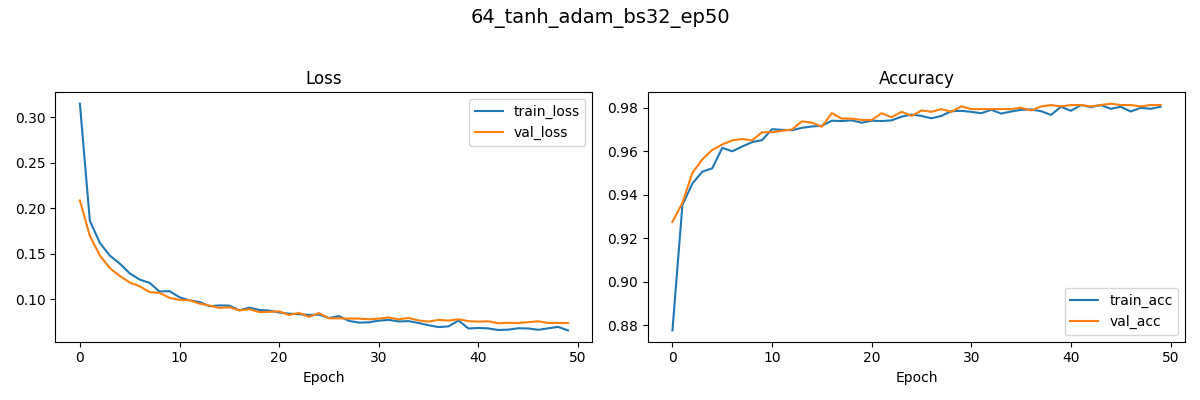 64_tanh_adam_bs32_ep50
Loss
0.30
0.25
0.20
0.15
0.10
0
10
20
30
40
50
Epoch
train_loss
val_loss
Accuracy
0.98
0.96
0.94
0.92
0.90
0.88
0
10
20
30
40
50
Epoch
train_acc
val_acc